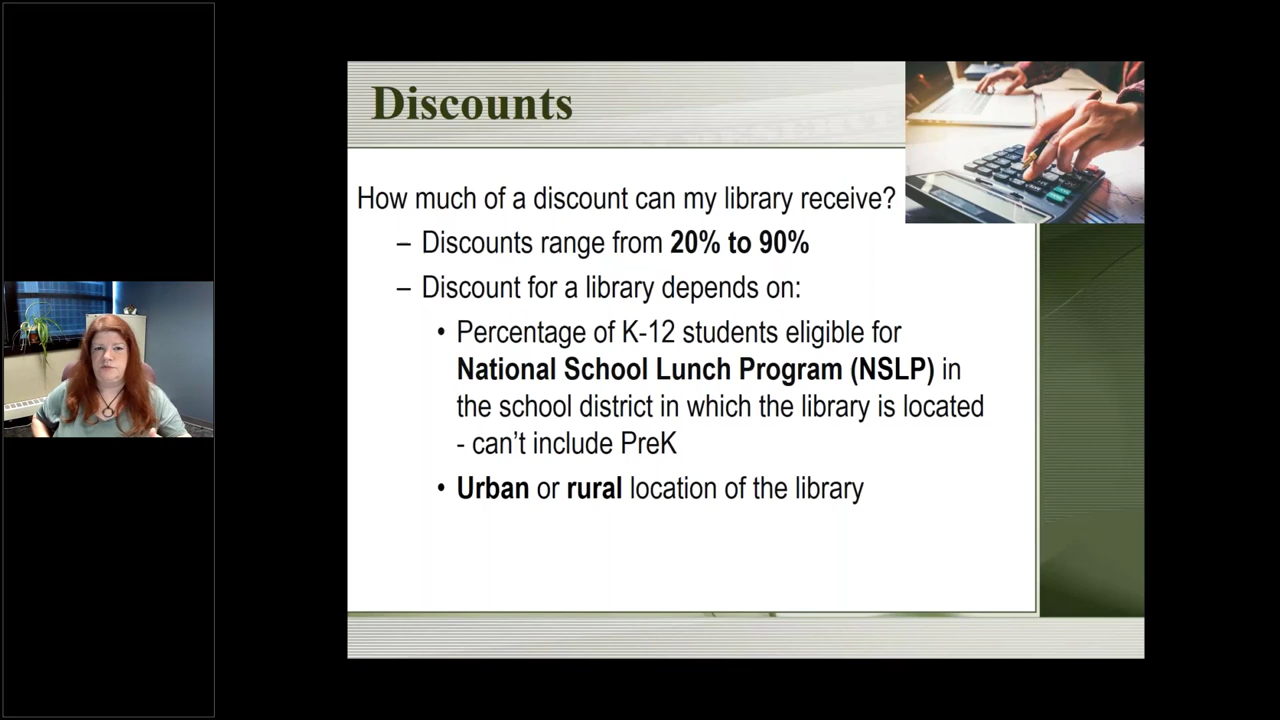 Discounts
How much of a discount can my library receive?
– Discounts range from 20% to 90%
– Discount for a library depends on:
• Percentage of K-12 students eligible for
National School Lunch Program (NSLP) in
the school district in which the library is located
- can’t include PreK
• Urban or rural location of the library